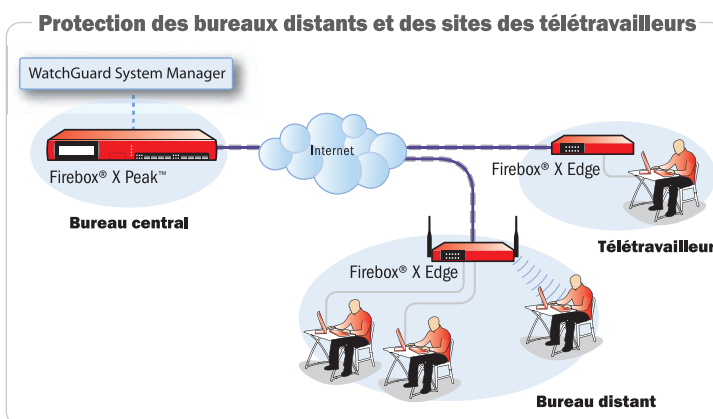 Protection des bureaux distants et des sites des télétravailleurs
WatchGuard System Manager
Internet
Firebox® X Peak™
Firebox® X Edge
Bureau central
Télétravailleur
Firebox® X Edge
Bureau distant